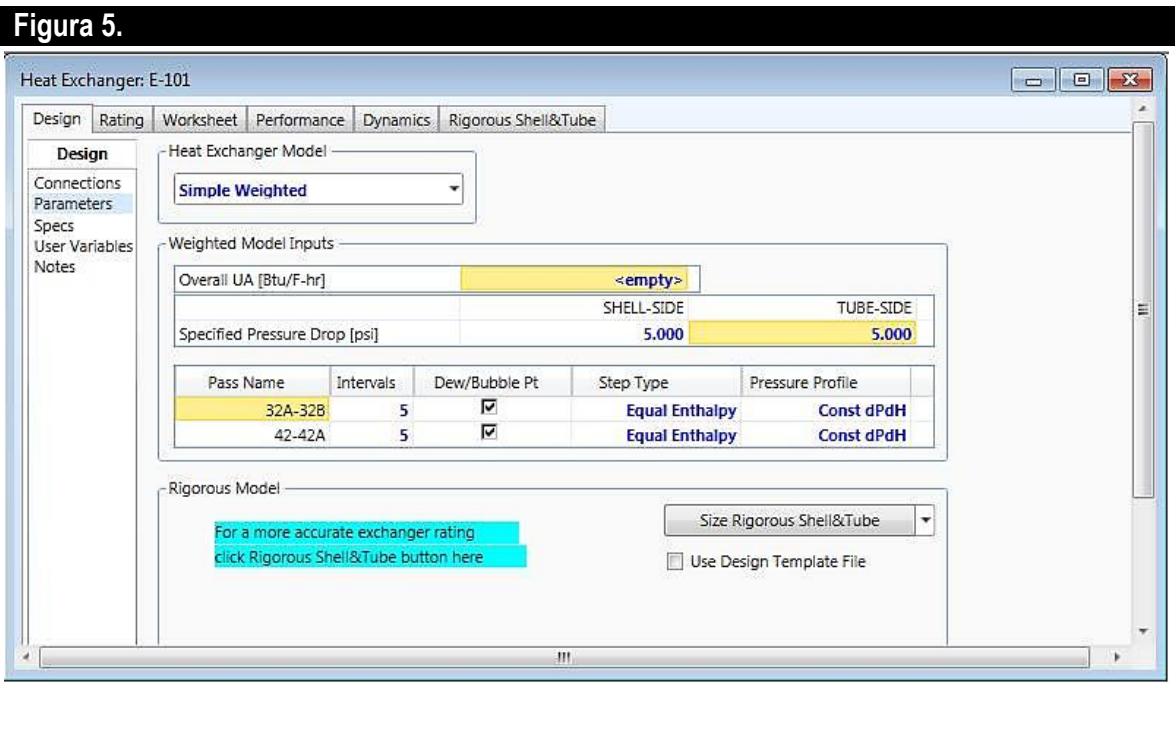 Figura 5.
Heat Exchanger: E-101
Design Rating Worksheet Performance Dynamics Rigorous Shell&Tube
Design
Connections
Parameters
Specs
User Variables
Notes
Heat Exchanger Model
Simple Weighted
Weighted Model Inputs
Overall UA [Btu/F-hr] <empty>
SHELL-SIDE TUBE-SIDE
Specified Pressure Drop [psi] 5.000 5.000
Pass Name Intervals Dew/Bubble Pt Step Type Pressure Profile
32A-32B 5 Equal Enthalpy Const dPdH
42-42A 5 Equal Enthalpy Const dPdH
Rigorous Model
For a more accurate exchanger rating
click Rigorous Shell&Tube button here
Size Rigorous Shell&Tube
Use Design Template File